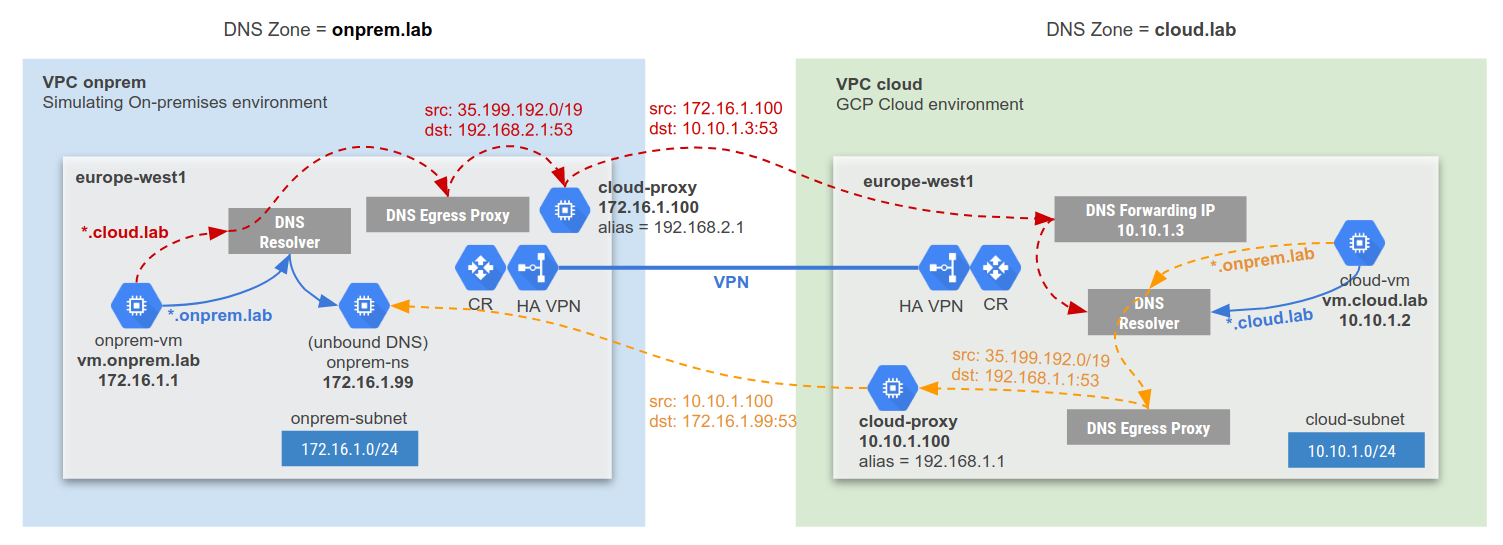 DNS Zone = onprem.lab
DNS Zone = cloud.lab
VPC onprem
Simulating On-premises environment
src: 35.199.192.0/19
dst: 192.168.2.1:53
src: 172.16.1.100
dst: 10.10.1.3:53
VPC cloud
GCP Cloud environment
europe-west1
*.cloud.lab
DNS
Resolver
DNS Egress Proxy
cloud-proxy
172.16.1.100
alias = 192.168.2.1
CR
HA VPN
VPN
*.onprem.lab
onprem-vm
vm.onprem.lab
172.16.1.1
(unbound DNS)
onprem-ns
172.16.1.99
onprem-subnet
172.16.1.0/24
src: 10.10.1.100
dst: 172.16.1.99:53
europe-west1
DNS Forwarding IP
10.10.1.3
*.onprem.lab
HA VPN
CR
DNS
Resolver
*.cloud.lab
cloud-vm
vm.cloud.lab
10.10.1.2
src: 35.199.192.0/19
dst: 192.168.1.1:53
cloud-proxy
10.10.1.100
alias = 192.168.1.1
DNS Egress Proxy
cloud-subnet
10.10.1.0/24